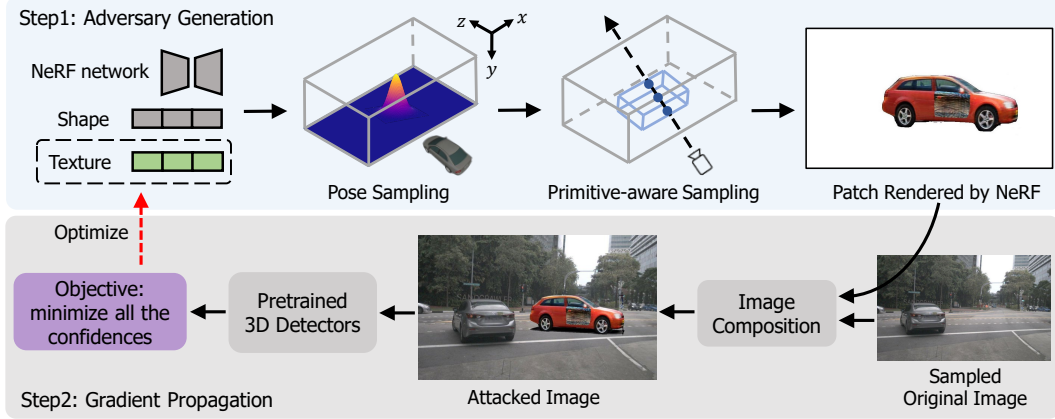 Step1: Adversary Generation
NeRF network
Shape
Texture
z
x
y
Pose Sampling
Primitive-aware Sampling
Patch Rendered by NeRF
Optimize
Objective:
minimize all the
confidences
Pretrained
3D Detectors
Attacked Image
Image
Composition
Sampled
Original Image
Step2: Gradient Propagation